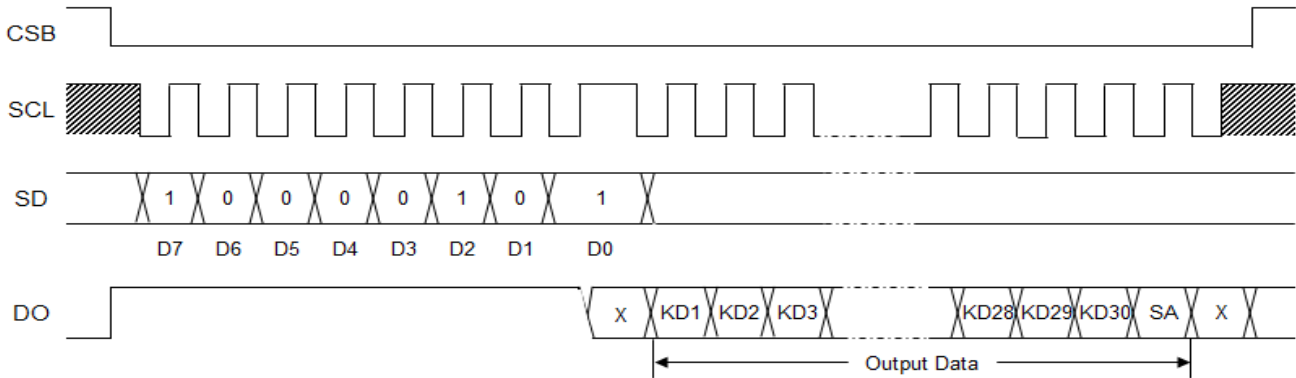 CSB
SCL
SD 1 0 0 0 0 1 0 1
D7 D6 D5 D4 D3 D2 D1 D0
DO X KD1 KD2 KD3 KD28 KD29 KD30 SA X
Output Data